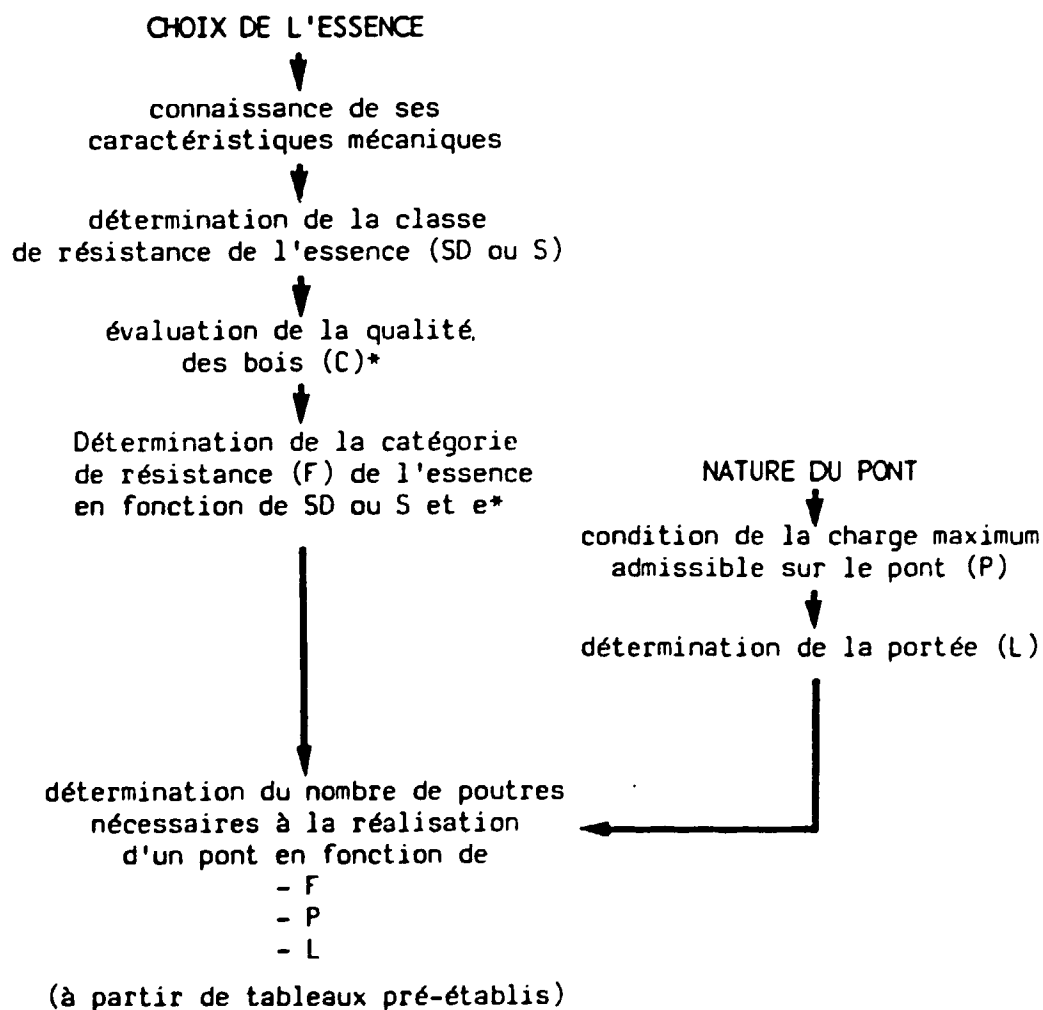 CHOIX DE L'ESSENCE
connaissance de ses
caractéristiques mécaniques
détermination de la classe
de résistance de l'essence (SD ou S)
évaluation de la qualité.
des bois (C)*
Détermination de la catégorie
de résistance (F) de l'essence
en fonction de SD ou S et e*
NATURE DU PONT
condition de la charge maximum
admissible sur le pont (P)
détermination de la portée (L)
détermination du nombre de poutres
nécessaires à la réalisation
d'un pont en fonction de
- F
- P
- L
(à partir de tableaux pré-établis)